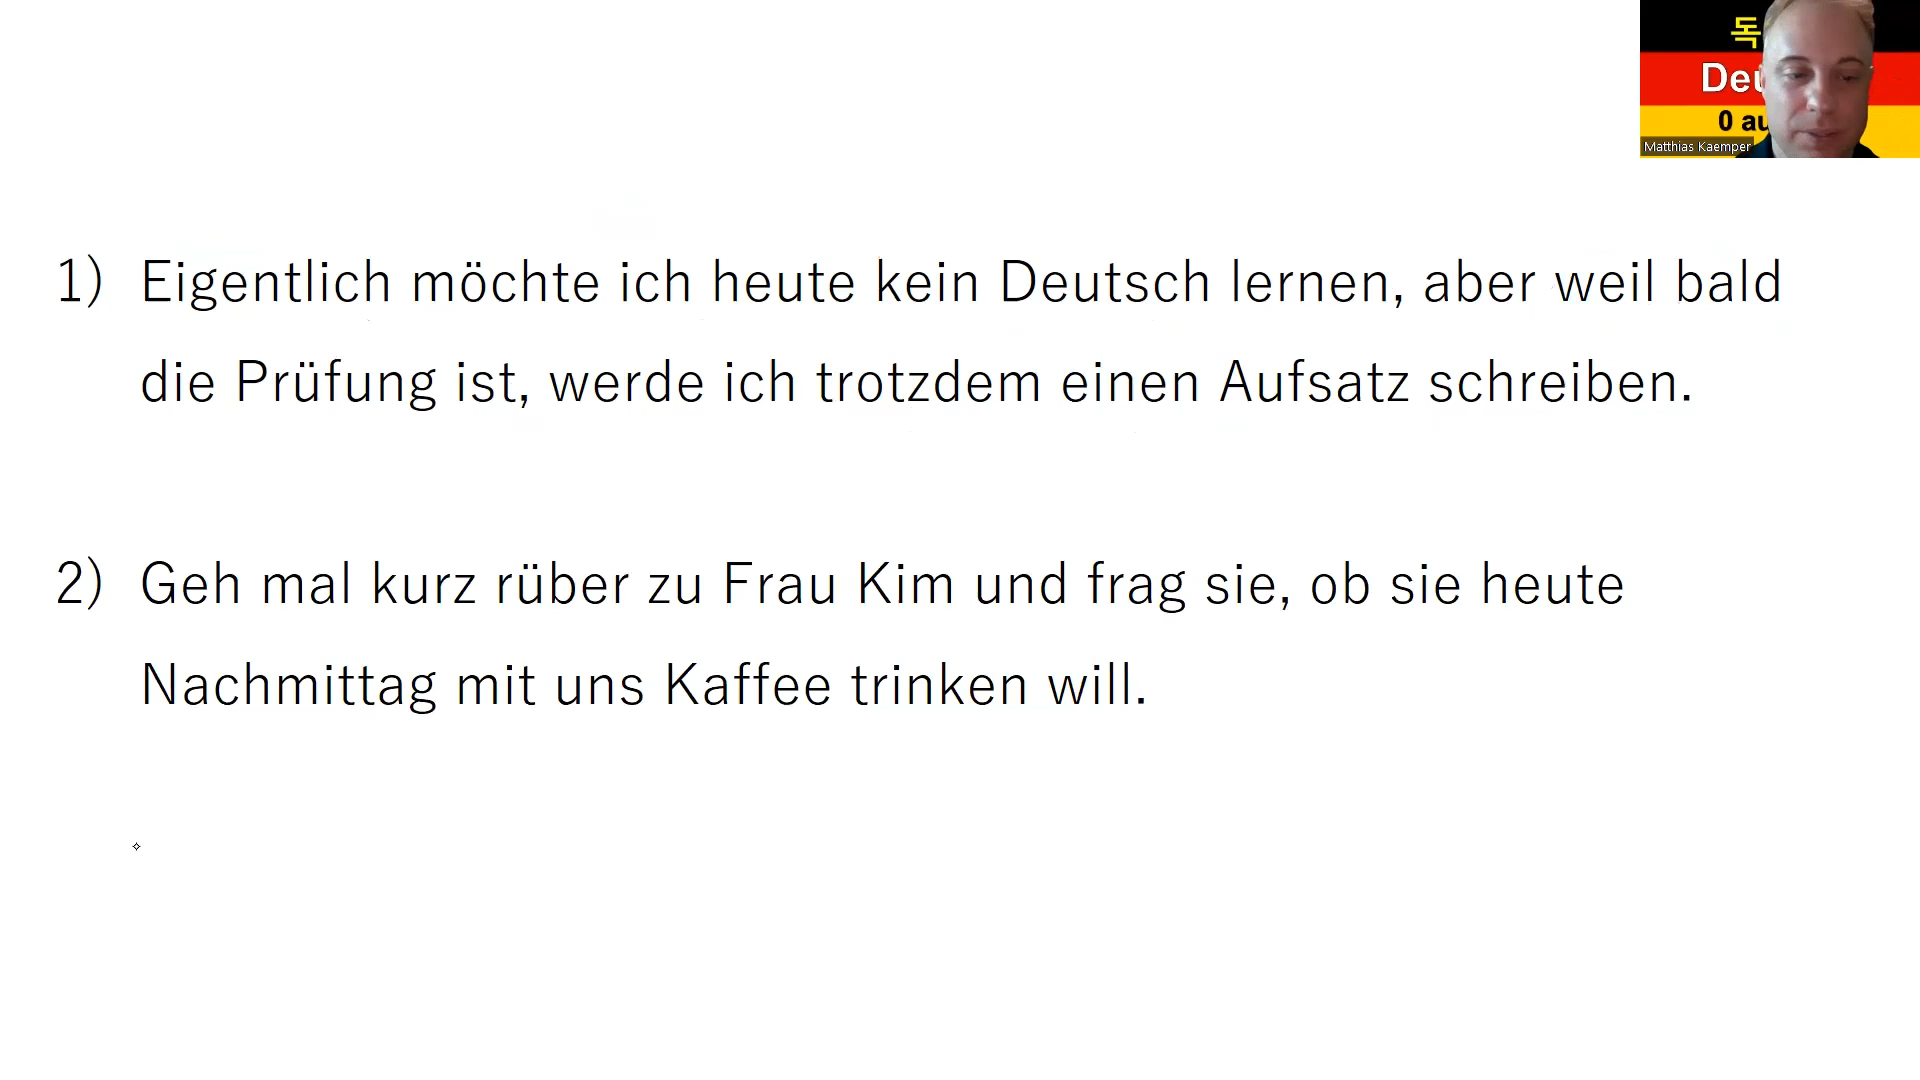 독
Deu
0 au
Matthias Kaemper
1) Eigentlich möchte ich heute kein Deutsch lernen, aber weil bald
die Prüfung ist, werde ich trotzdem einen Aufsatz schreiben.
2) Geh mal kurz rüber zu Frau Kim und frag sie, ob sie heute
Nachmittag mit uns Kaffee trinken will.